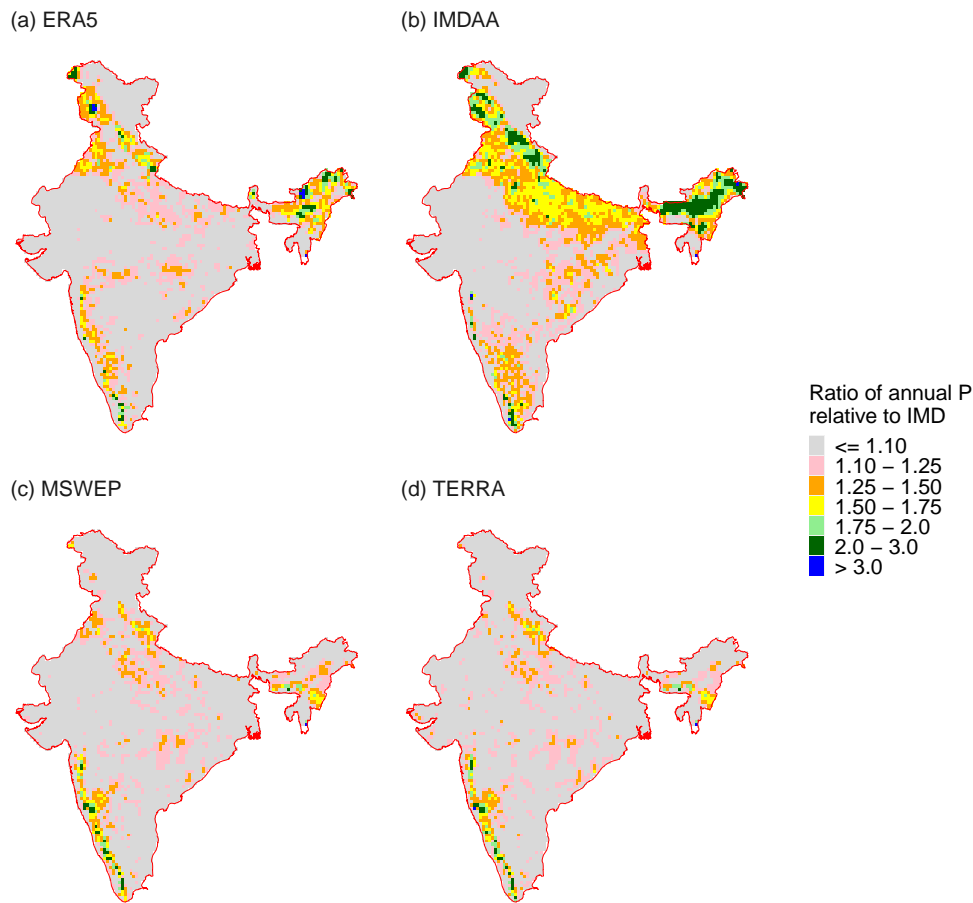 (a) ERA5
(b) IMDAA
Ratio of annual P
relative to IMD
<= 1.10
1.10 − 1.25
1.25 − 1.50
1.50 − 1.75
1.75 − 2.0
2.0 − 3.0
> 3.0
(c) MSWEP
(d) TERRA